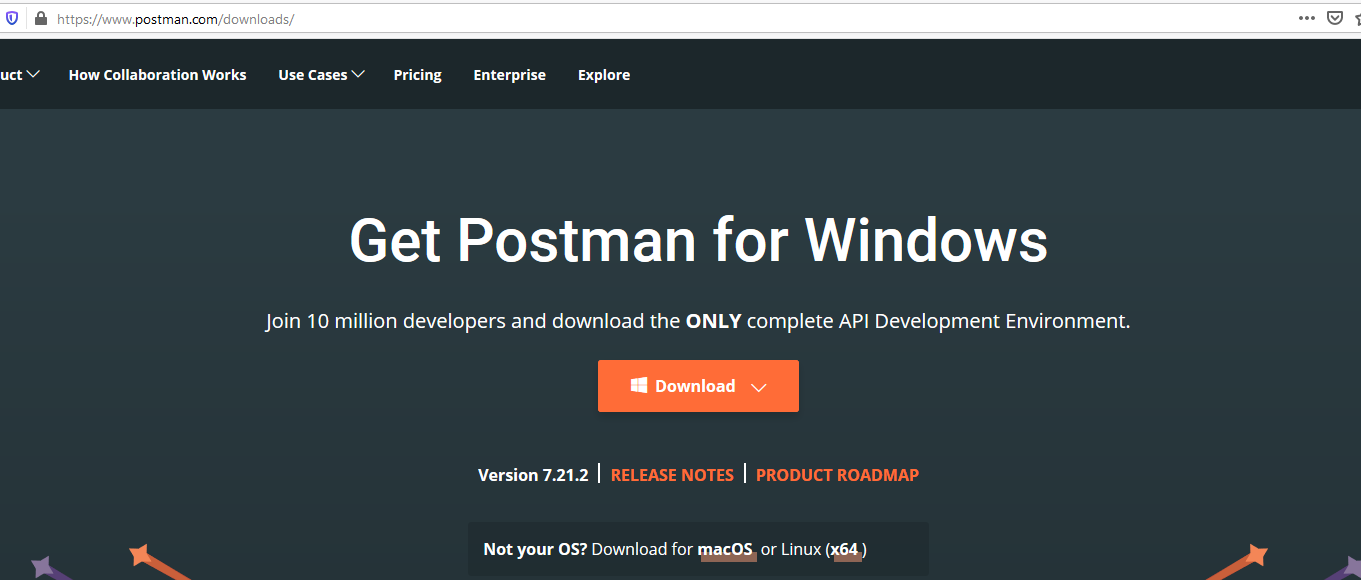 https://www.postman.com/downloads/
uct How Collaboration Works Use Cases Pricing Enterprise Explore
Get Postman for Windows
Join 10 million developers and download the ONLY complete API Development Environment.
Download
Version 7.21.2 RELEASE NOTES PRODUCT ROADMAP
Not your OS? Download for macOS or Linux (x64 )